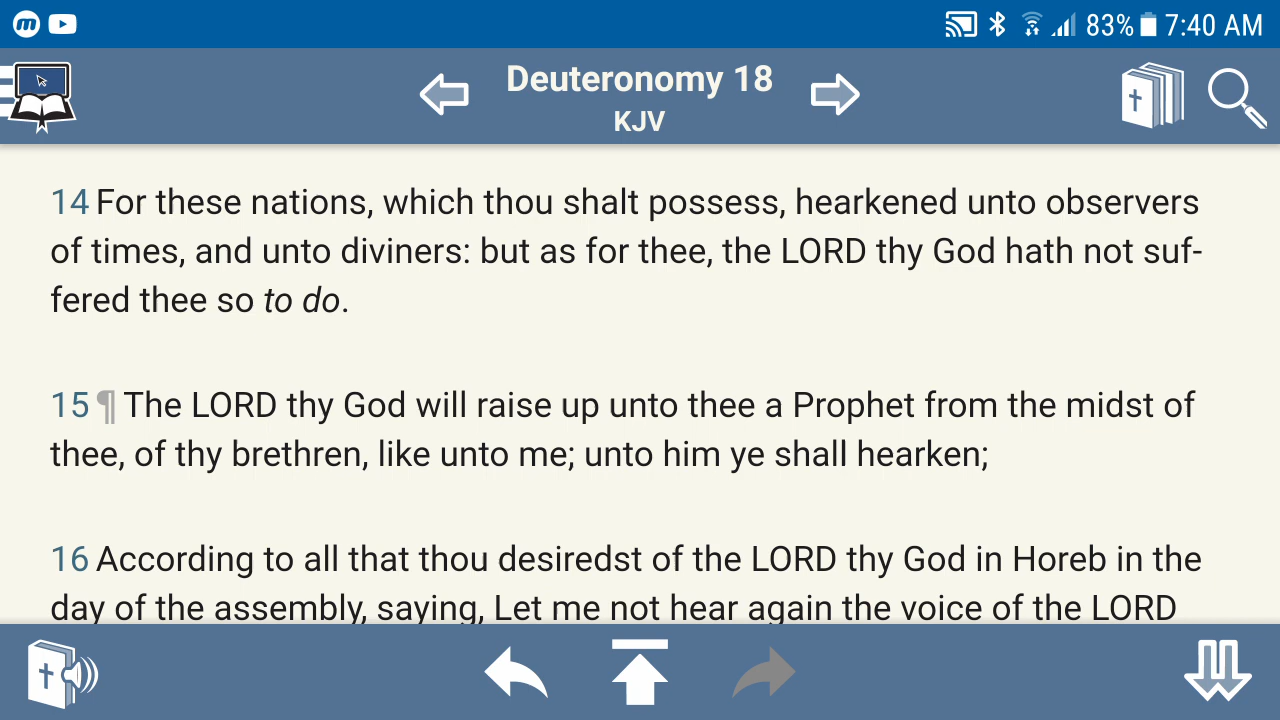 83% 7:40 AM
Deuteronomy 18
KJV
14 For these nations, which thou shalt possess, hearkened unto observers
of times, and unto diviners: but as for thee, the LORD thy God hath not suf-
fered thee so to do.
15 ¶ The LORD thy God will raise up unto thee a Prophet from the midst of
thee, of thy brethren, like unto me; unto him ye shall hearken;
16 According to all that thou desiredst of the LORD thy God in Horeb in the
day of the assembly, saying, Let me not hear again the voice of the LORD